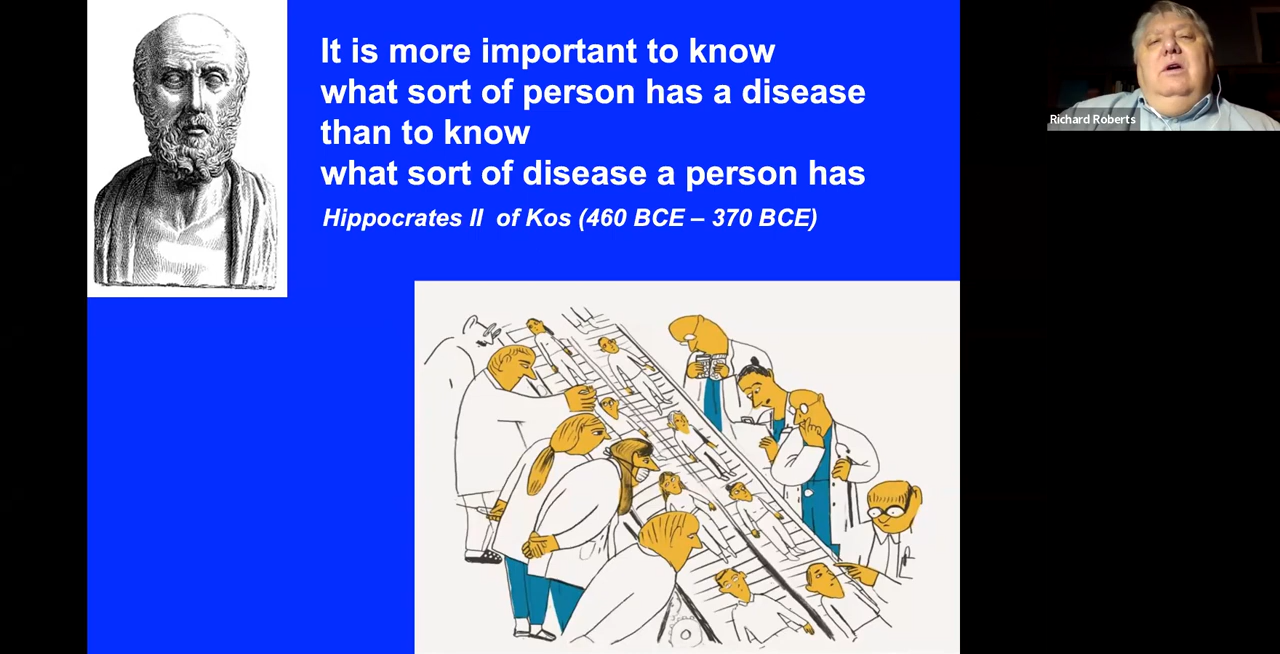 It is more important to know
what sort of person has a disease
than to know
what sort of disease a person has
Hippocrates II of Kos (460 BCE – 370 BCE)
Richard Roberts